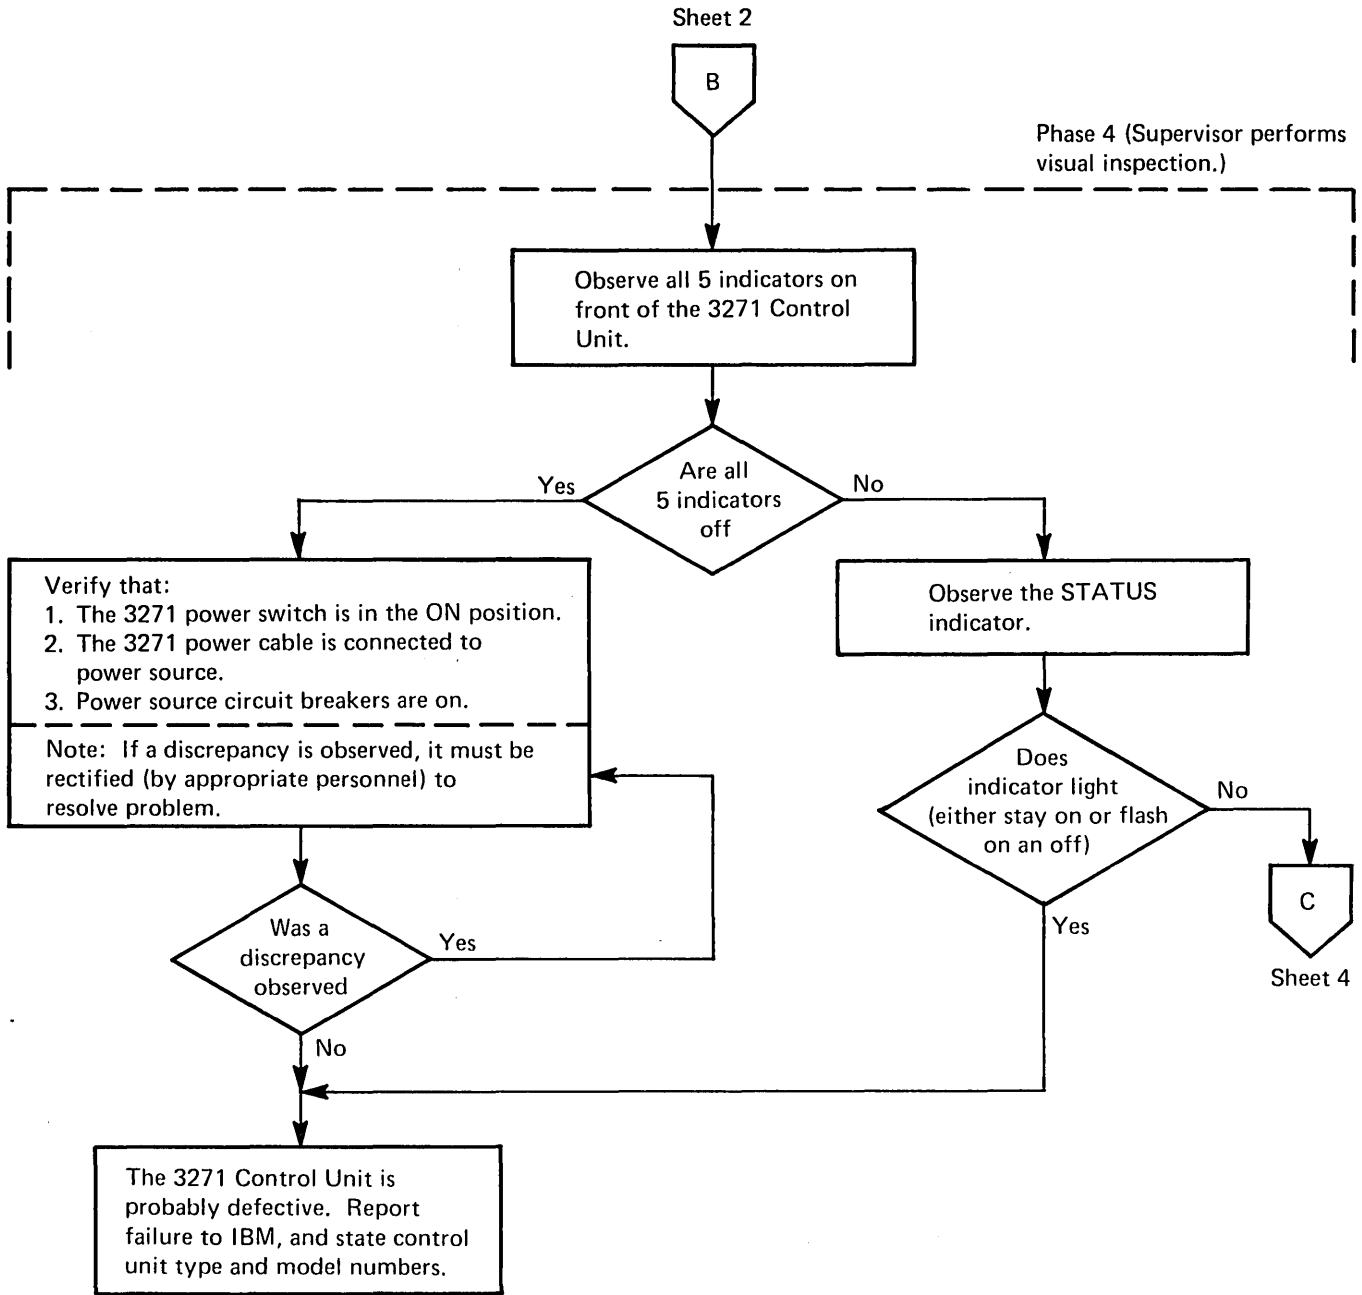 Sheet 2
B
Phase 4 (Supervisor performs
visual inspection.)
Observe all 5 indicators on
front of the 3271 Control
Unit.
Are all
5 indicators
off
Yes
No
Verify that:
1. The 3271 power switch is in the ON position.
2. The 3271 power cable is connected to
power source.
3. Power source circuit breakers are on.
Note: If a discrepancy is observed, it must be
rectified (by appropriate personnel) to
resolve problem.
Observe the STATUS
indicator.
Does
indicator light
(either stay on or flash
on an off)
No
C
Sheet 4
Yes
Was a
discrepancy
observed
Yes
No
The 3271 Control Unit is
probably defective. Report
failure to IBM, and state control
unit type and model numbers.